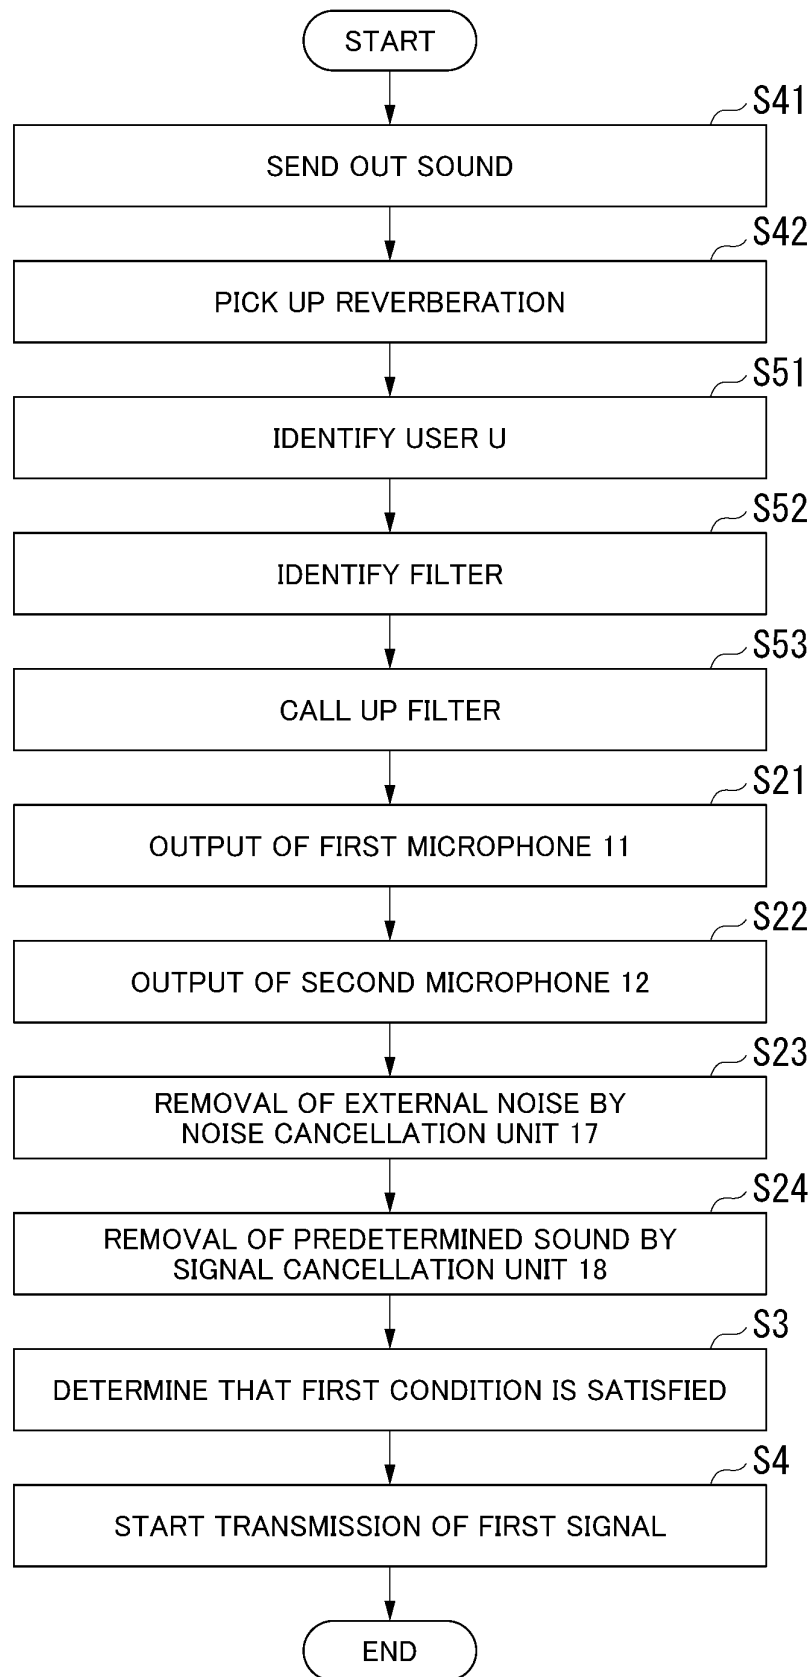 START
S41
SEND OUT SOUND
S42
PICK UP REVERBERATION
S51
IDENTIFY USER U
S52
IDENTIFY FILTER
S53
CALL UP FILTER
S21
OUTPUT OF FIRST MICROPHONE 11
S22
OUTPUT OF SECOND MICROPHONE 12
S23
REMOVAL OF EXTERNAL NOISE BY
NOISE CANCELLATION UNIT 17
S24
REMOVAL OF PREDETERMINED SOUND BY
SIGNAL CANCELLATION UNIT 18
S3
DETERMINE THAT FIRST CONDITION IS SATISFIED
S4
START TRANSMISSION OF FIRST SIGNAL
END